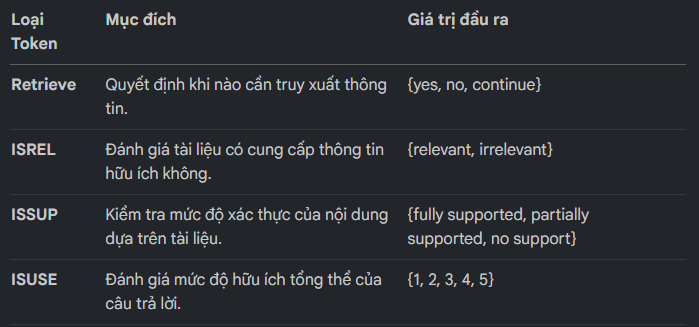 Loại Token Mục đích Giá trị đầu ra
Retrieve Quyết định khi nào cần truy xuất thông tin. {yes, no, continue}
ISREL Đánh giá tài liệu có cung cấp thông tin hữu ích không. {relevant, irrelevant}
ISSUP Kiểm tra mức độ xác thực của nội dung dựa trên tài liệu. {fully supported, partially supported, no support}
ISUSE Đánh giá mức độ hữu ích tổng thể của câu trả lời. {1, 2, 3, 4, 5}